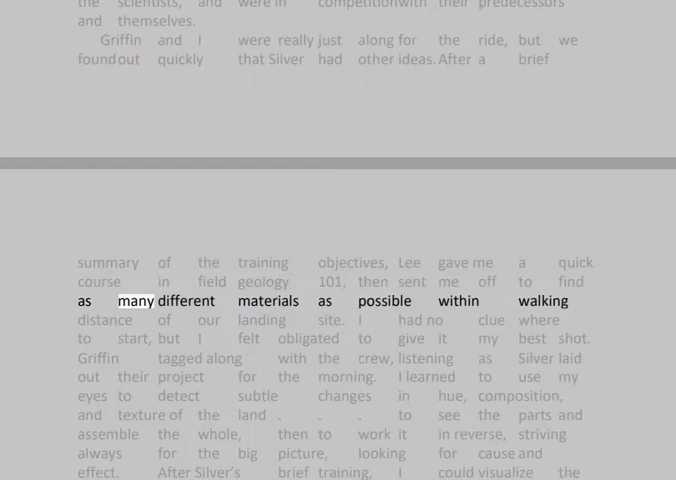 the scientists, and were in competitionwith their predecessors
and themselves.
Griffin and I were really just along for the ride, but we
foundout quickly that Silver had other ideas. After a brief
summary of the training objectives, Lee gave me a quick
course in field geology 101, then sent me off to find
as many different materials as possible within walking
distance of our landing site. I had no clue where
to start, but I felt obligated to give it my best shot.
Griffin tagged along with the crew, listening as Silver laid
out their project for the morning. I learned to use my
eyes to detect subtle changes in hue, composition,
and texture of the land . . . to see the parts and
assemble the whole, then to work it in reverse, striving
always for the big picture, looking for cause and
effect. After Silver's brief training, I could visualize the